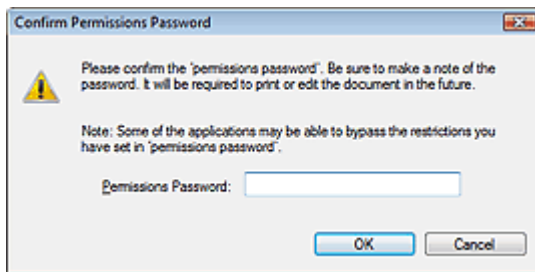 Confirm Permissions Password
Please confirm the 'permissions password'. Be sure to make a note of the
password. It will be required to print or edit the document in the future.
Note: Some of the applications may be able to bypass the restrictions you
have set in 'permissions password'.
Permissions Password:
OK Cancel